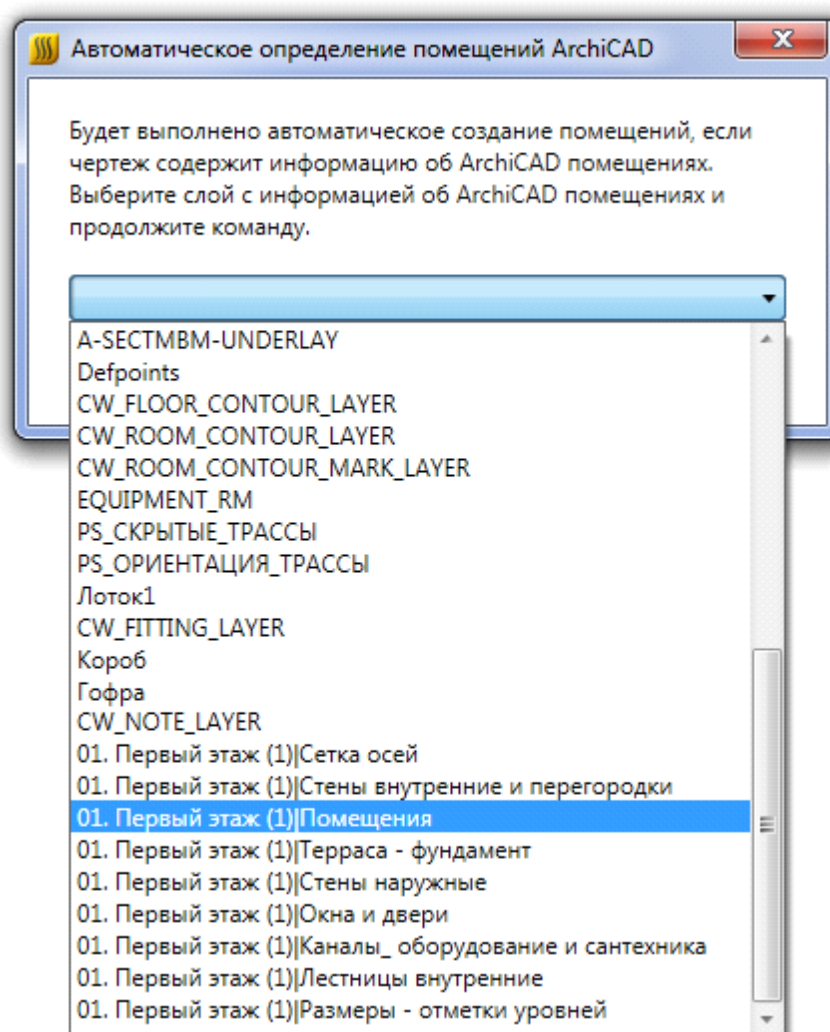 Автоматическое определение помещений ArchiCAD
Будет выполнено автоматическое создание помещений, если
чертеж содержит информацию об ArchiCAD помещениях.
Выберите слой с информацией об ArchiCAD помещениях и
продолжите команду.
A-SECTMBM-UNDERLAY
Defpoints
CW_FLOOR_CONTOUR_LAYER
CW_ROOM_CONTOUR_LAYER
CW_ROOM_CONTOUR_MARK_LAYER
EQUIPMENT_RM
PS_СКРЫТЫЕ_ТРАССЫ
PS_ОРИЕНТАЦИЯ_ТРАССЫ
Лоток1
CW_FITTING_LAYER
Короб
Гофра
CW_NOTE_LAYER
01. Первый этаж (1)|Сетка осей
01. Первый этаж (1)|Стены внутренние и перегородки
01. Первый этаж (1)|Помещения
01. Первый этаж (1)|Терраса - фундамент
01. Первый этаж (1)|Стены наружные
01. Первый этаж (1)|Окна и двери
01. Первый этаж (1)|Каналы_ оборудование и сантехника
01. Первый этаж (1)|Лестницы внутренние
01. Первый этаж (1)|Размеры - отметки уровней